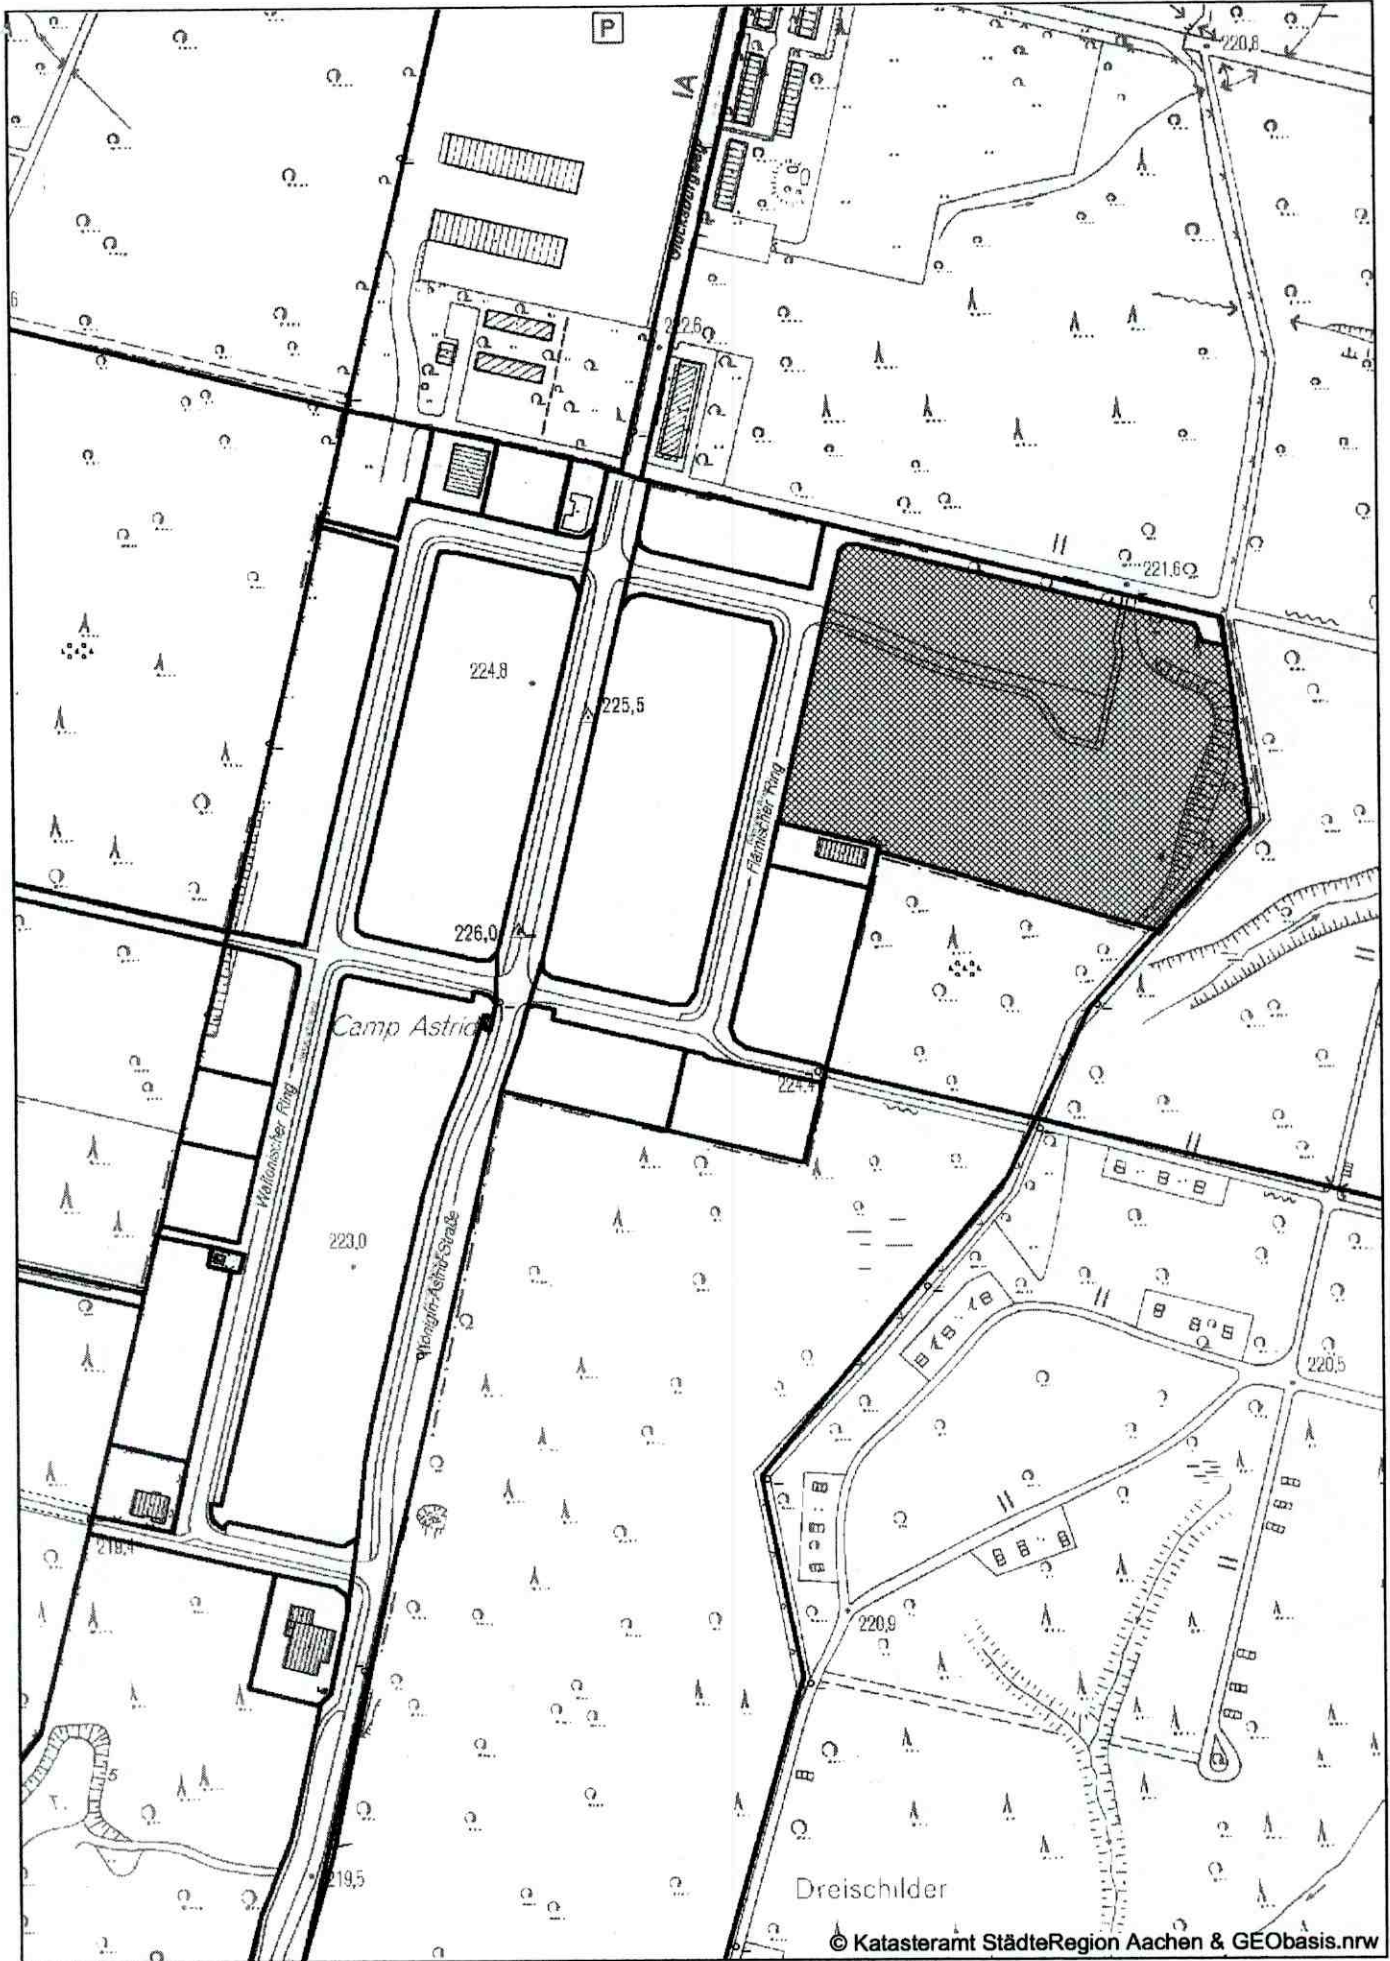 P
220,8
Glücksburgweg
222,6
221,6
224,8
225,5
Flämischer Ring
226,0
Camp Astrid
224,4
Wallonischer Ring
223,0
Königin-Astrid-Straße
220,5
219,4
220,9
5
219,5
Dreischilder
© Katasteramt StädteRegion Aachen & GEObasis.nrw